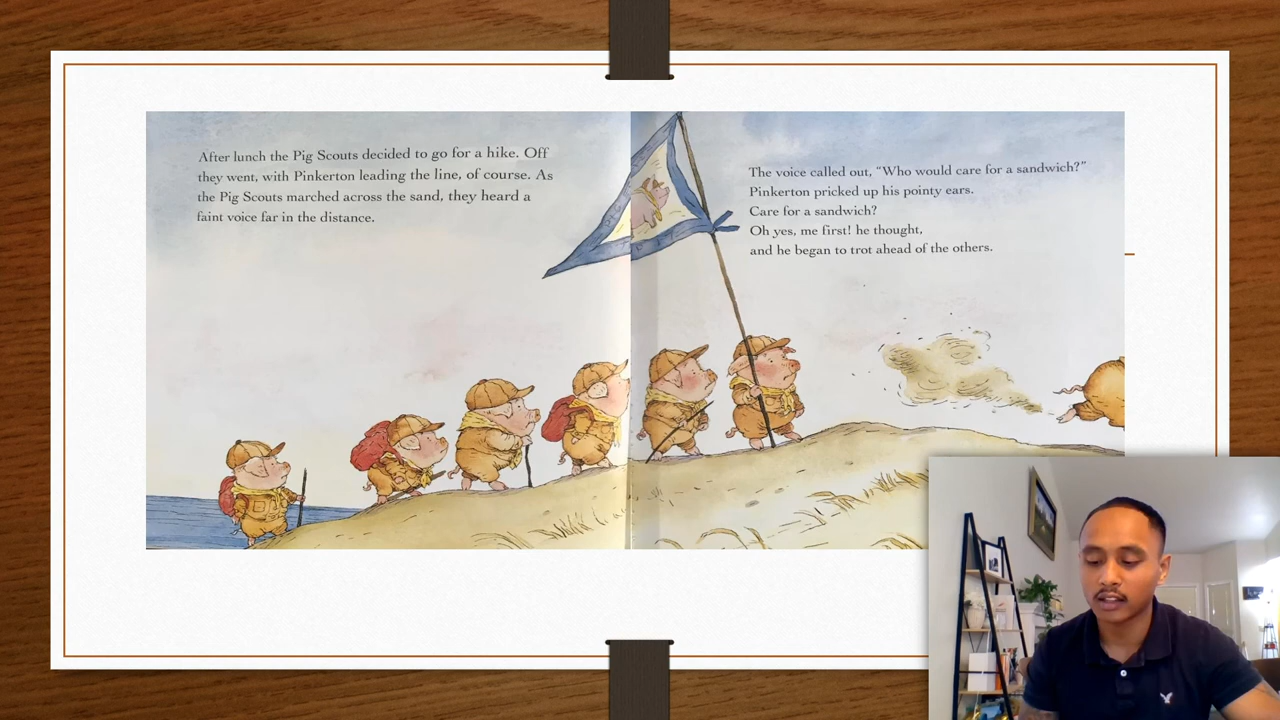 After lunch the Pig Scouts decided to go for a hike. Off
they went, with Pinkerton leading the line, of course. As
the Pig Scouts marched across the sand, they heard a
faint voice far in the distance.
The voice called out, “Who would care for a sandwich?”
Pinkerton pricked up his pointy ears.
Care for a sandwich?
Oh yes, me first! he thought,
and he began to trot ahead of the others.